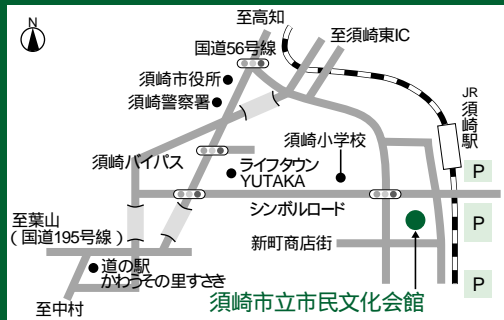 至高知
N
国道56号線
至須崎東IC
須崎市役所
須崎警察署
JR
須崎駅
須崎小学校
須崎バイパス
ライフタウン
YUTAKA
P
シンボルロード
至葉山
(国道195号線)
P
新町商店街
道の駅
かわうその里すさき
P
至中村
須崎市立市民文化会館